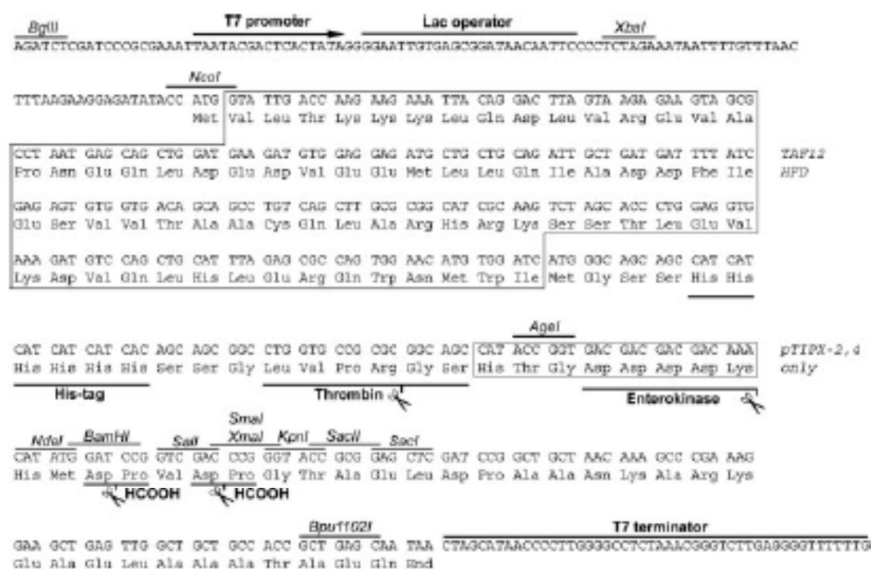 BglII T7 promoter Lac operator XbaI
AGATCTCGATCCCGCGAAATTAATACGACTCACTATAGGGGAATTGTGAGCGGATAACAATTCCCCTCTAGAAATAATTTTGTTTAAC
NcoI
TTTAAGAAGGAGATATACC ATG GTA TTG ACC AAG AAG AAA TTA CAG GAC TTA GTA AGA GAA GTA GCG
Met Val Leu Thr Lys Lys Lys Leu Gln Asp Leu Val Arg Glu Val Ala
CCT AAT GAG CAG CTG GAT GAA GAT GTG GAG GAG ATG CTG CTG CAG ATT GCT GAT GAT TTT ATC TAF12
Pro Asn Glu Gln Leu Asp Glu Asp Val Glu Glu Met Leu Leu Gln Ile Ala Asp Asp Phe Ile HFD
GAG AGT GTG GTG ACA GCA GCC TGT CAG CTT GCG CGG CAT CGC AAG TCT AGC ACC CTG GAG GTG
Glu Ser Val Val Thr Ala Ala Cys Gln Leu Ala Arg His Arg Lys Ser Ser Thr Leu Glu Val
AAA GAT GTC CAG CTG CAT TTA GAG CGC CAG TGG AAC ATG TGG ATC ATG GGC AGC AGC CAT CAT
Lys Asp Val Gln Leu His Leu Glu Arg Gln Trp Asn Met Trp Ile Met Gly Ser Ser His His
AgeI
CAT CAT CAT CAC AGC AGC GGC CTG GTG CCG CGC GGC AGC CAT ACC GGT GAC GAC GAC GAC AAA pTIPX-2,4
His His His His Ser Ser Gly Leu Val Pro Arg Gly Ser His Thr Gly Asp Asp Asp Asp Lys only
His-tag Thrombin Enterokinase
SmaI
NdeI BamHI SalI XmaI KpnI SacII SacI
CAT ATG GAT CCG GTC GAC CCG GGT ACC GCG GAG CTC GAT CCG GCT GCT AAC AAA GCC CGA AAG
His Met Asp Pro Val Asp Pro Gly Thr Ala Glu Leu Asp Pro Ala Ala Asn Lys Ala Arg Lys
HCOOH HCOOH
Bpu1102I T7 terminator
GAA GCT GAG TTG GCT GCT GCC ACC GCT GAG CAA TAA CTAGCATAACCCCTTGGGGCCTCTAAACGGGTCTTGAGGGGTTTTTTG
Glu Ala Glu Leu Ala Ala Ala Thr Ala Glu Gln End